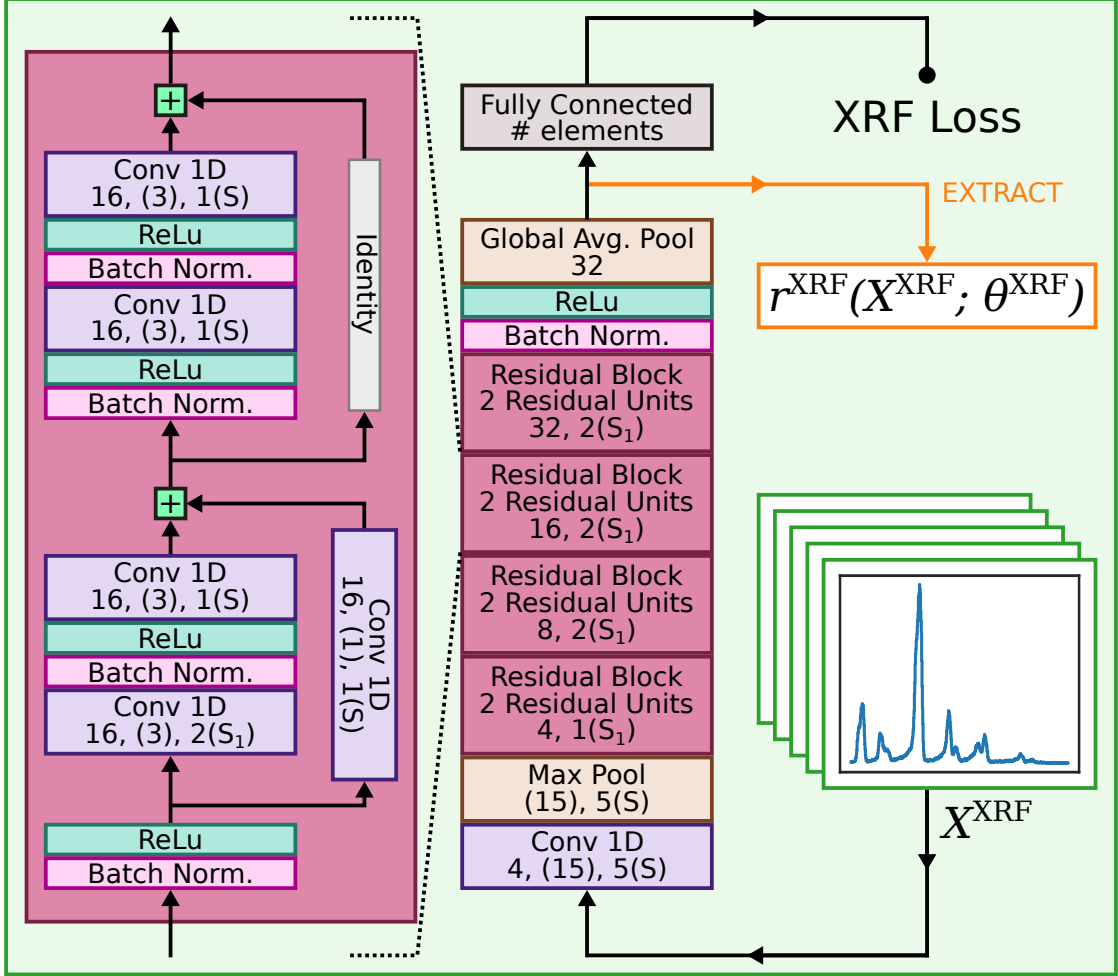 +
Conv 1D
16, (3), 1(S)
ReLu
Batch Norm.
Conv 1D
16, (3), 1(S)
ReLu
Batch Norm.
Identity
+
Conv 1D
16, (3), 1(S)
ReLu
Batch Norm.
Conv 1D
16, (3), 2(S₁)
Conv 1D
16, (1), 1(S)
ReLu
Batch Norm.
Fully Connected
# elements
Global Avg. Pool
32
ReLu
Batch Norm.
Residual Block
2 Residual Units
32, 2(S₁)
Residual Block
2 Residual Units
16, 2(S₁)
Residual Block
2 Residual Units
8, 2(S₁)
Residual Block
2 Residual Units
4, 1(S₁)
Max Pool
(15), 5(S)
Conv 1D
4, (15), 5(S)
XRF Loss
EXTRACT
r^XRF(X^XRF; θ^XRF)
X^XRF